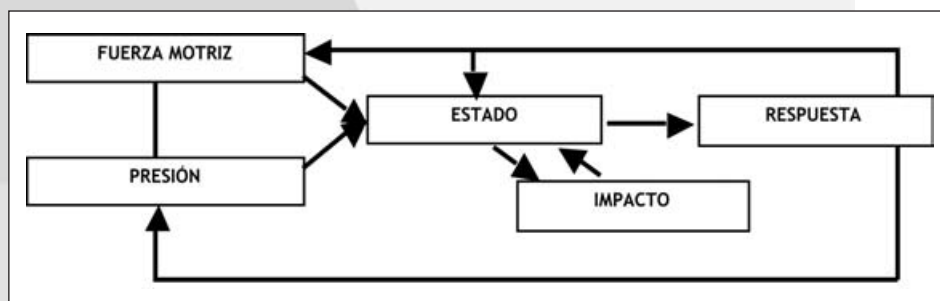 FUERZA MOTRIZ
ESTADO
RESPUESTA
PRESIÓN
IMPACTO